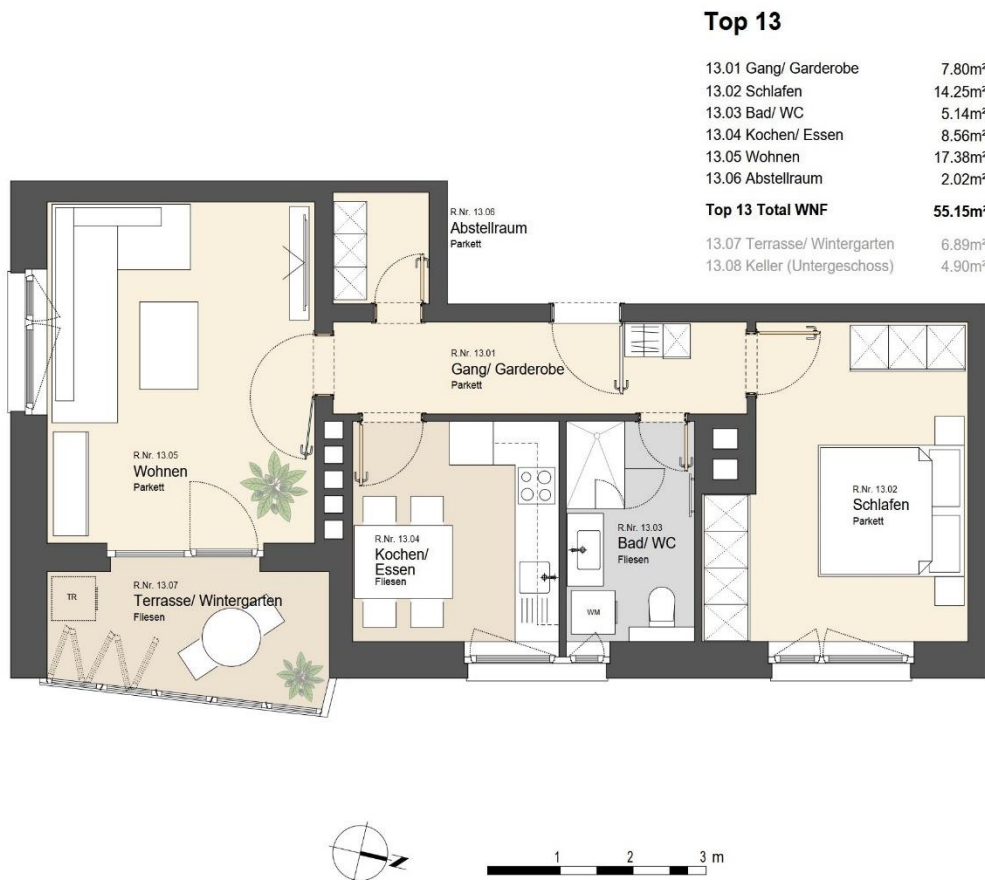 Top 13
13.01 Gang/ Garderobe 7.80m²
13.02 Schlafen 14.25m²
13.03 Bad/ WC 5.14m²
13.04 Kochen/ Essen 8.56m²
13.05 Wohnen 17.38m²
13.06 Abstellraum 2.02m²
Top 13 Total WNF 55.15m²
13.07 Terrasse/ Wintergarten 6.89m²
13.08 Keller (Untergeschoss) 4.90m²
R.Nr. 13.06
Abstellraum
Parkett
R.Nr. 13.01
Gang/ Garderobe
Parkett
R.Nr. 13.05
Wohnen
Parkett
R.Nr. 13.02
Schlafen
Parkett
R.Nr. 13.03
Bad/ WC
Fliesen
R.Nr. 13.04
Kochen/
Essen
Fliesen
R.Nr. 13.07
Terrasse/ Wintergarten
Fliesen
TR
WM
N
1 2 3 m